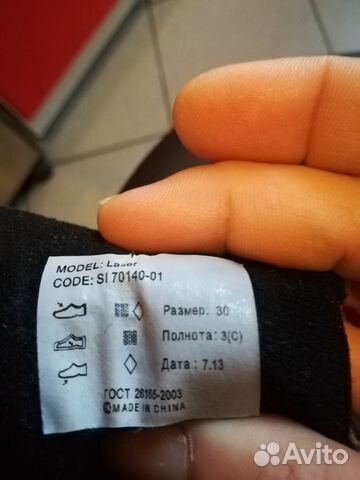 MODEL: Laser
CODE: SI 70140-01
Размер: 30
Полнота: 3(С)
Дата : 7.13
ГОСТ 26165-2003
MADE IN CHINA
Avito